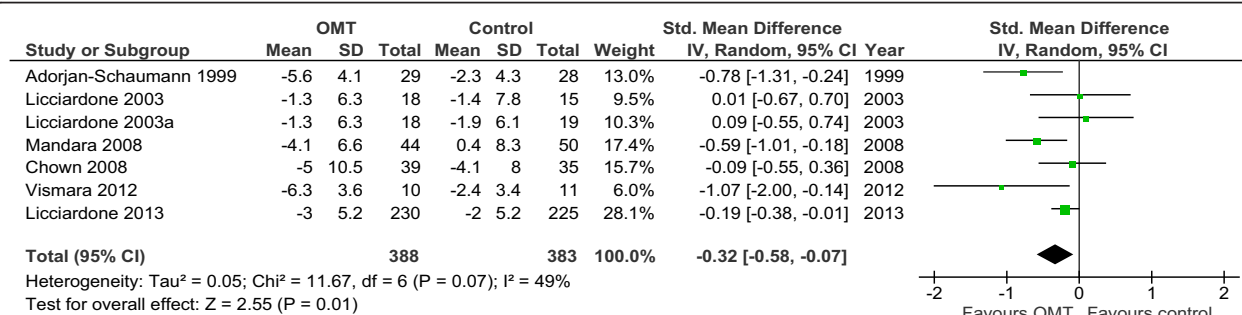 OMT Control Std. Mean Difference Std. Mean Difference
Study or Subgroup Mean SD Total Mean SD Total Weight IV, Random, 95% CI Year IV, Random, 95% CI
Adorjan-Schaumann 1999 -5.6 4.1 29 -2.3 4.3 28 13.0% -0.78 [-1.31, -0.24] 1999
Licciardone 2003 -1.3 6.3 18 -1.4 7.8 15 9.5% 0.01 [-0.67, 0.70] 2003
Licciardone 2003a -1.3 6.3 18 -1.9 6.1 19 10.3% 0.09 [-0.55, 0.74] 2003
Mandara 2008 -4.1 6.6 44 0.4 8.3 50 17.4% -0.59 [-1.01, -0.18] 2008
Chown 2008 -5 10.5 39 -4.1 8 35 15.7% -0.09 [-0.55, 0.36] 2008
Vismara 2012 -6.3 3.6 10 -2.4 3.4 11 6.0% -1.07 [-2.00, -0.14] 2012
Licciardone 2013 -3 5.2 230 -2 5.2 225 28.1% -0.19 [-0.38, -0.01] 2013
Total (95% CI) 388 383 100.0% -0.32 [-0.58, -0.07]
Heterogeneity: Tau² = 0.05; Chi² = 11.67, df = 6 (P = 0.07); I² = 49%
Test for overall effect: Z = 2.55 (P = 0.01)
-2 -1 0 1 2
Favours OMT Favours control